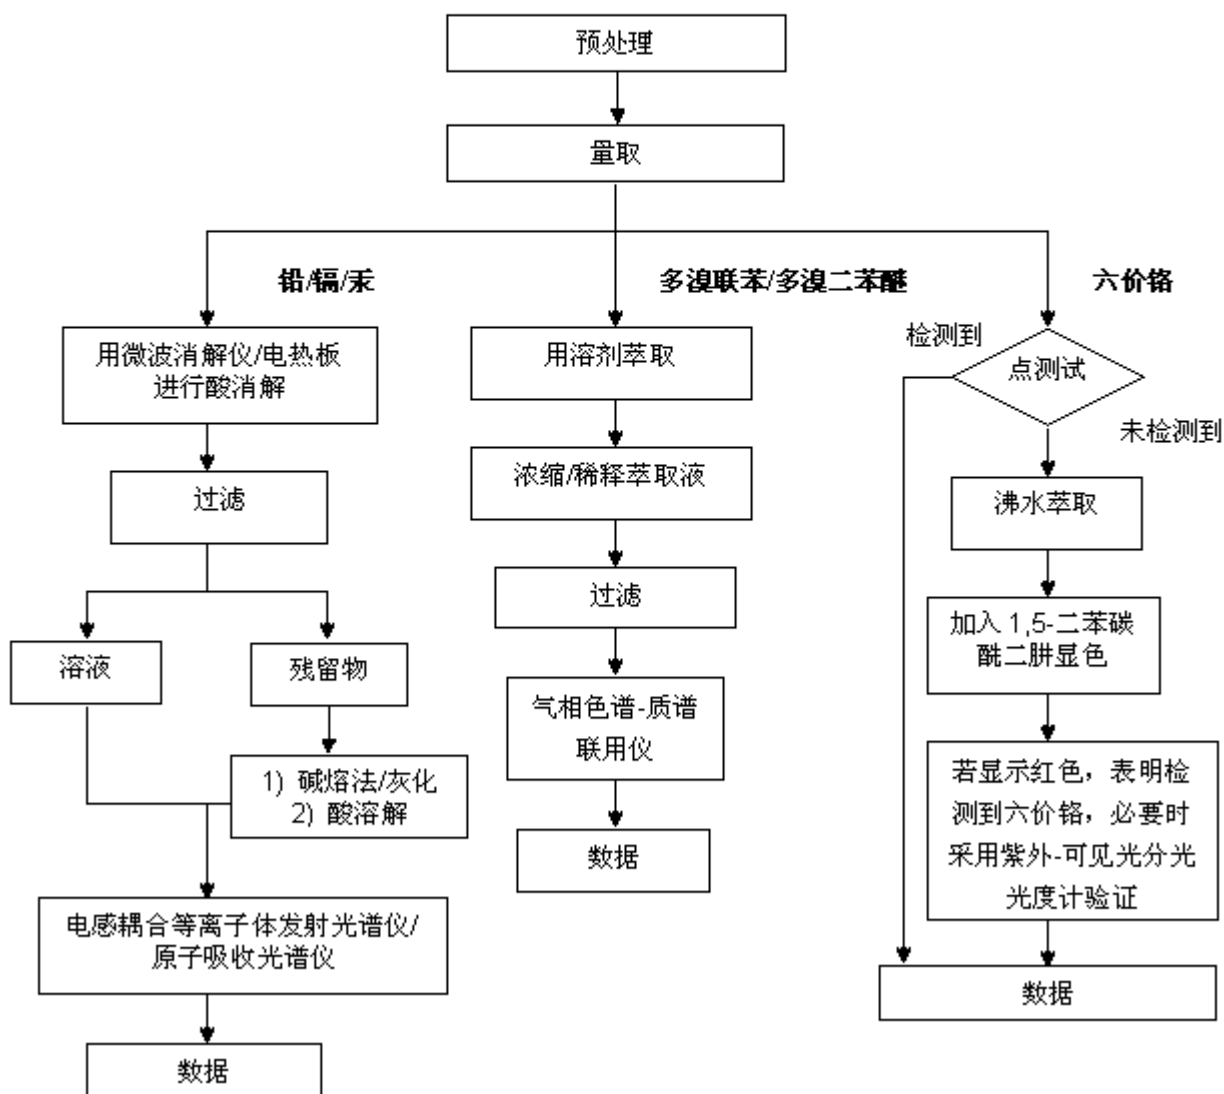 预处理
量取
铅/镉/汞
多溴联苯/多溴二苯醚
六价铬
用微波消解仪/电热板
进行酸消解
过滤
溶液
残留物
1) 碱熔法/灰化
2) 酸溶解
电感耦合等离子体发射光谱仪/
原子吸收光谱仪
数据
用溶剂萃取
浓缩/稀释萃取液
过滤
气相色谱-质谱
联用仪
数据
检测到
点测试
未检测到
沸水萃取
加入 1,5-二苯碳
酰二肼显色
若显示红色，表明检
测到六价铬，必要时
采用紫外-可见光分光
光度计验证
数据